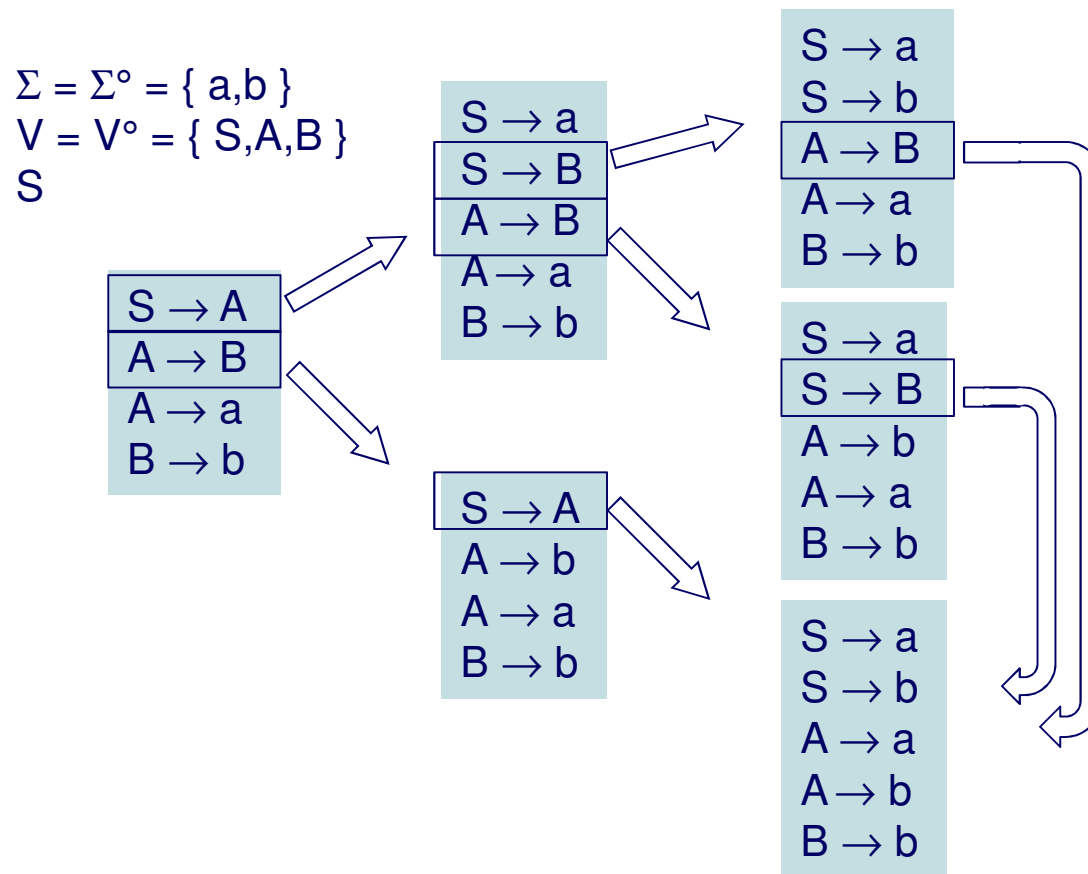 Σ = Σ° = { a,b }
V = V° = { S,A,B }
S
S → A
A → B
A → a
B → b
S → a
S → B
A → B
A → a
B → b
S → A
A → b
A → a
B → b
S → a
S → b
A → B
A → a
B → b
S → a
S → B
A → b
A → a
B → b
S → a
S → b
A → a
A → b
B → b